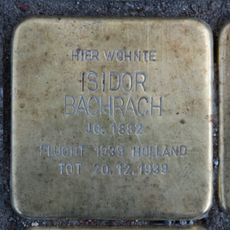 HIER WOHNTE
ISIDOR
BACHRACH
JG. 1882
FLUCHT 1939 HOLLAND
TOT 20.12.1939